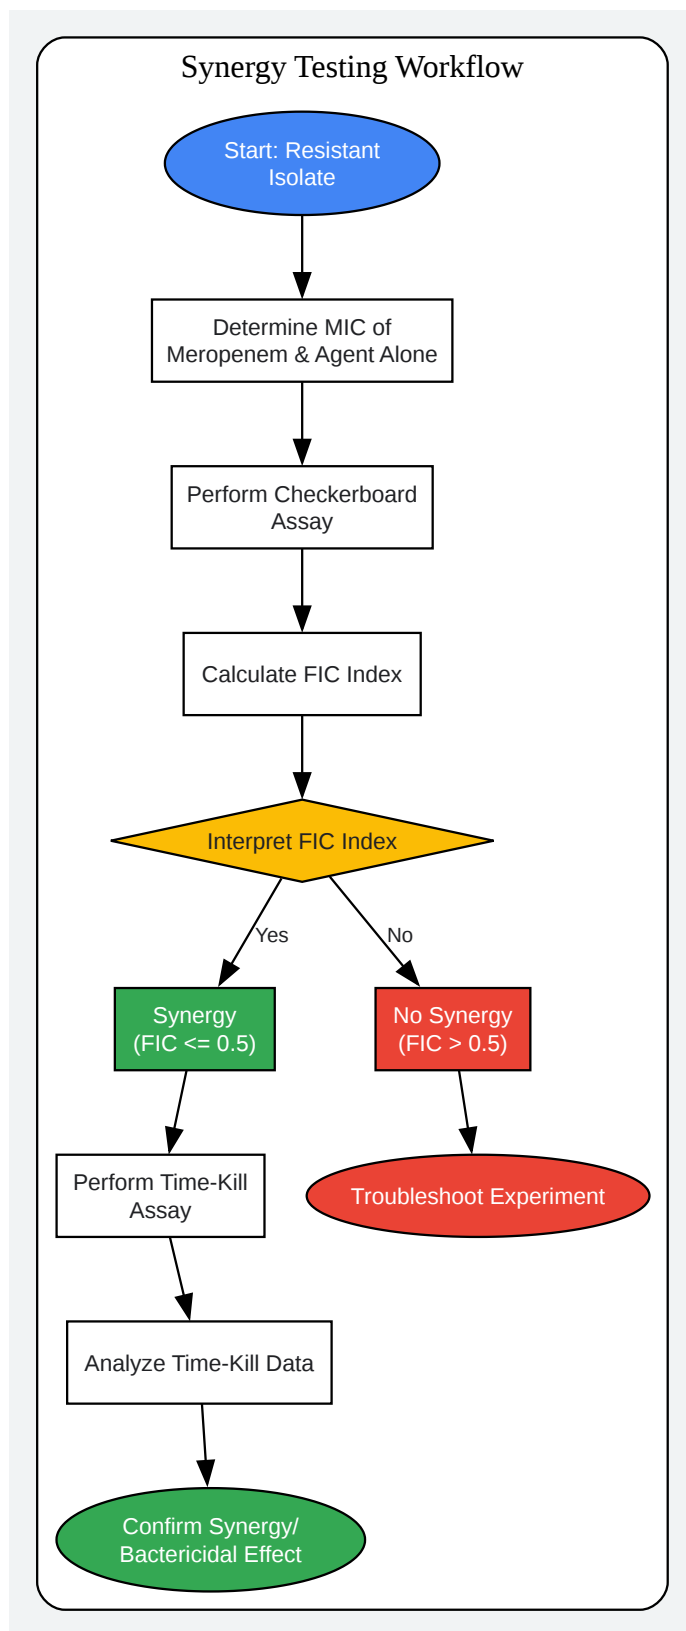 Synergy Testing Workflow
Start: Resistant
Isolate
Determine MIC of
Meropenem & Agent Alone
Perform Checkerboard
Assay
Calculate FIC Index
Interpret FIC Index
Yes
No
Synergy
(FIC <= 0.5)
No Synergy
(FIC > 0.5)
Perform Time-Kill
Assay
Troubleshoot Experiment
Analyze Time-Kill Data
Confirm Synergy/
Bactericidal Effect